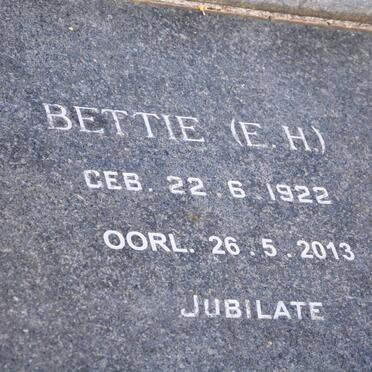 BETTIE (E.H)
GEB. 22.6.1922
OORL. 26.5.2013
JUBILATE